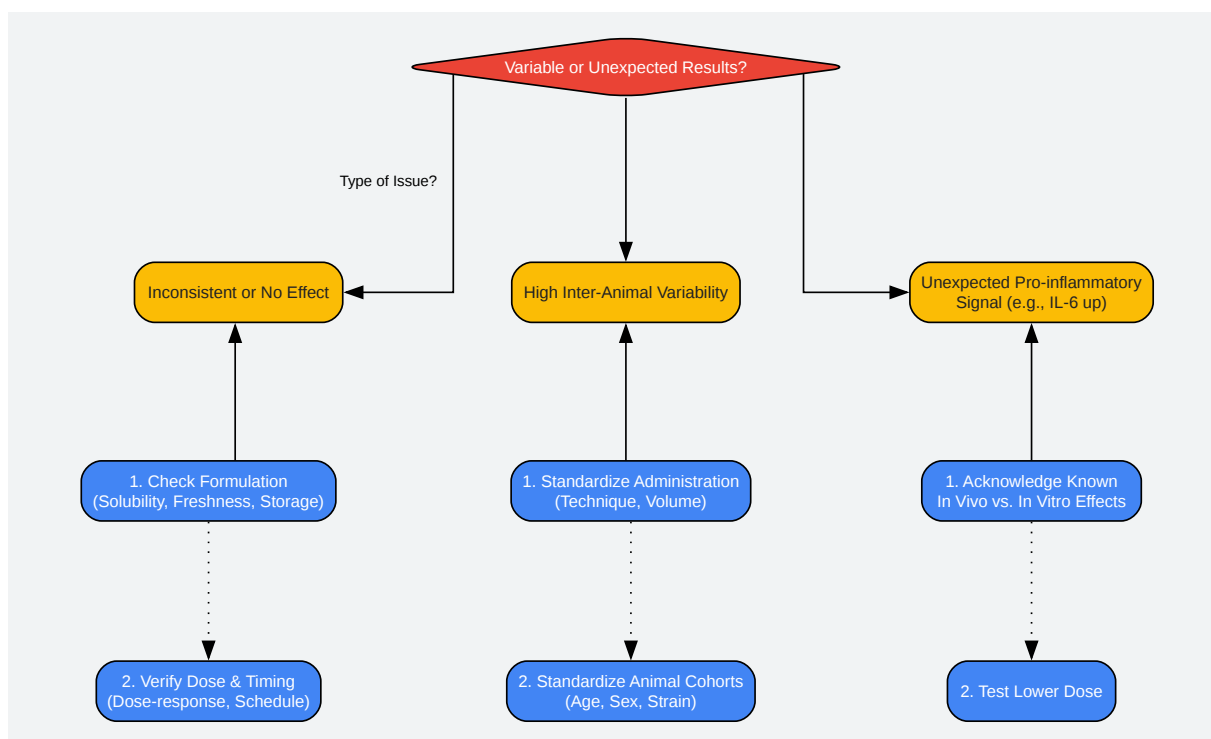 Variable or Unexpected Results?
Type of Issue?
Inconsistent or No Effect
High Inter-Animal Variability
Unexpected Pro-inflammatory
Signal (e.g., IL-6 up)
1. Check Formulation
(Solubility, Freshness, Storage)
1. Standardize Administration
(Technique, Volume)
1. Acknowledge Known
In Vivo vs. In Vitro Effects
2. Verify Dose & Timing
(Dose-response, Schedule)
2. Standardize Animal Cohorts
(Age, Sex, Strain)
2. Test Lower Dose